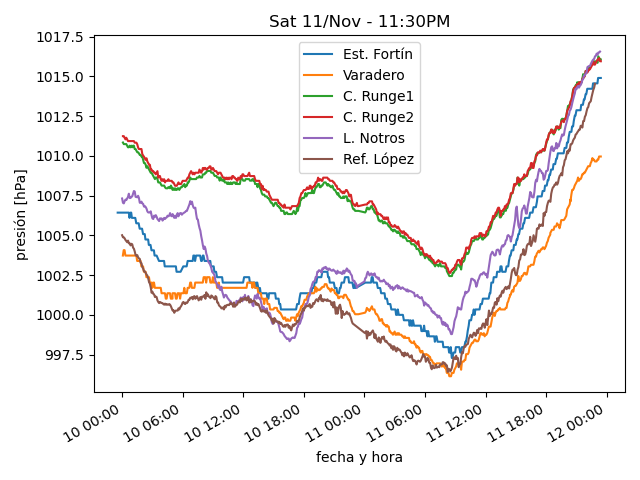 Sat 11/Nov - 11:30PM
Est. Fortín
Varadero
C. Runge1
C. Runge2
L. Notros
Ref. López
presión [hPa]
1017.5
1015.0
1012.5
1010.0
1007.5
1005.0
1002.5
1000.0
997.5
10 00:00
10 06:00
10 12:00
10 18:00
11 00:00
11 06:00
11 12:00
11 18:00
12 00:00
fecha y hora